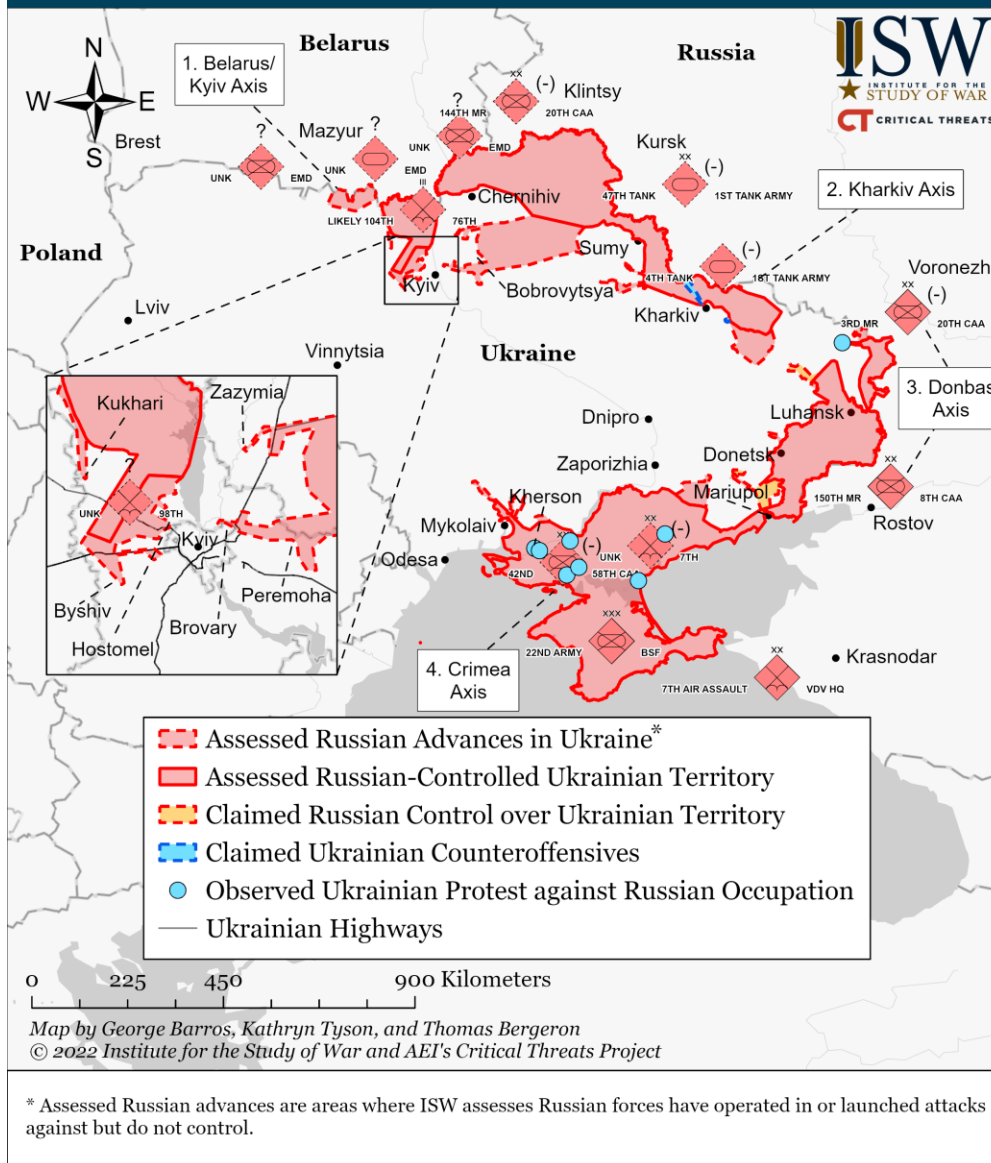 Belarus
Russia
ISW
INSTITUTE FOR THE
STUDY OF WAR
CT CRITICAL THREATS
N
W
E
S
1. Belarus/
Kyiv Axis
Brest
?
UNK
EMD
Mazyur
?
UNK
EMD
?
144TH MR
UNK
EMD
xx
(-)
Klintsy
20TH CAA
Kursk
xx
(-)
47TH TANK
1ST TANK ARMY
2. Kharkiv Axis
Chernihiv
III
LIKELY 104TH
76TH
Poland
Sumy
(-)
4TH TANK
1ST TANK ARMY
Voronezh
xx
(-)
3RD MR
20TH CAA
Kyiv
Bobrovytsya
Kharkiv
Lviv
Vinnytsia
Ukraine
3. Donbas
Axis
Luhansk
Dnipro
Donetsk
Zaporizhia
Mariupol
xx
150TH MR
8TH CAA
Rostov
Kherson
Mykolaiv
Odesa
(-)
42ND
58TH CAA
xx
(-)
UNK
7TH
4. Crimea
Axis
xxx
22ND ARMY
BSF
Krasnodar
xx
7TH AIR ASSAULT
VDV HQ
Kukhari
Zazymia
?
UNK
98TH
Kyiv
Byshiv
Hostomel
Brovary
Peremoha
Assessed Russian Advances in Ukraine*
Assessed Russian-Controlled Ukrainian Territory
Claimed Russian Control over Ukrainian Territory
Claimed Ukrainian Counteroffensives
Observed Ukrainian Protest against Russian Occupation
Ukrainian Highways
0 225 450 900 Kilometers
Map by George Barros, Kathryn Tyson, and Thomas Bergeron
© 2022 Institute for the Study of War and AEI's Critical Threats Project
* Assessed Russian advances are areas where ISW assesses Russian forces have operated in or launched attacks
against but do not control.